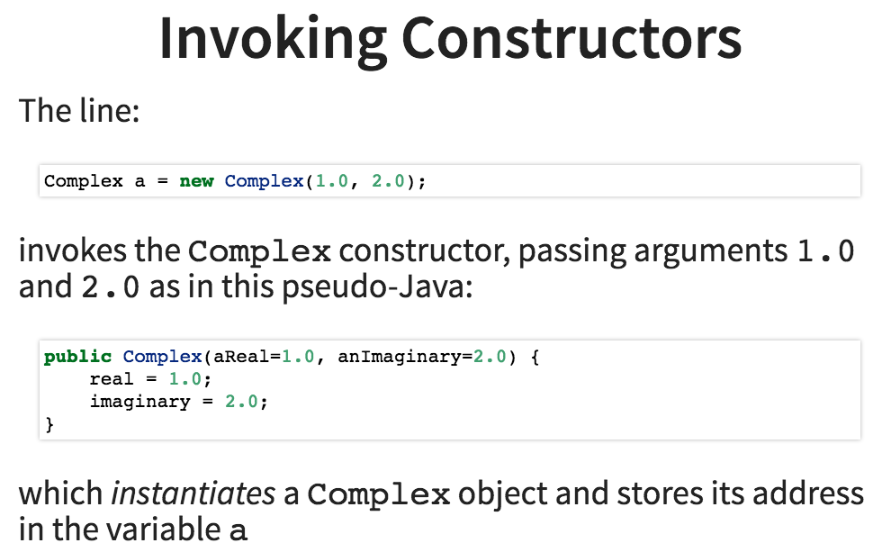 Invoking Constructors
The line:
Complex a = new Complex(1.0, 2.0);
invokes the Complex constructor, passing arguments 1.0
and 2.0 as in this pseudo-Java:
public Complex(aReal=1.0, anImaginary=2.0) {
    real = 1.0;
    imaginary = 2.0;
}
which instantiates a Complex object and stores its address
in the variable a